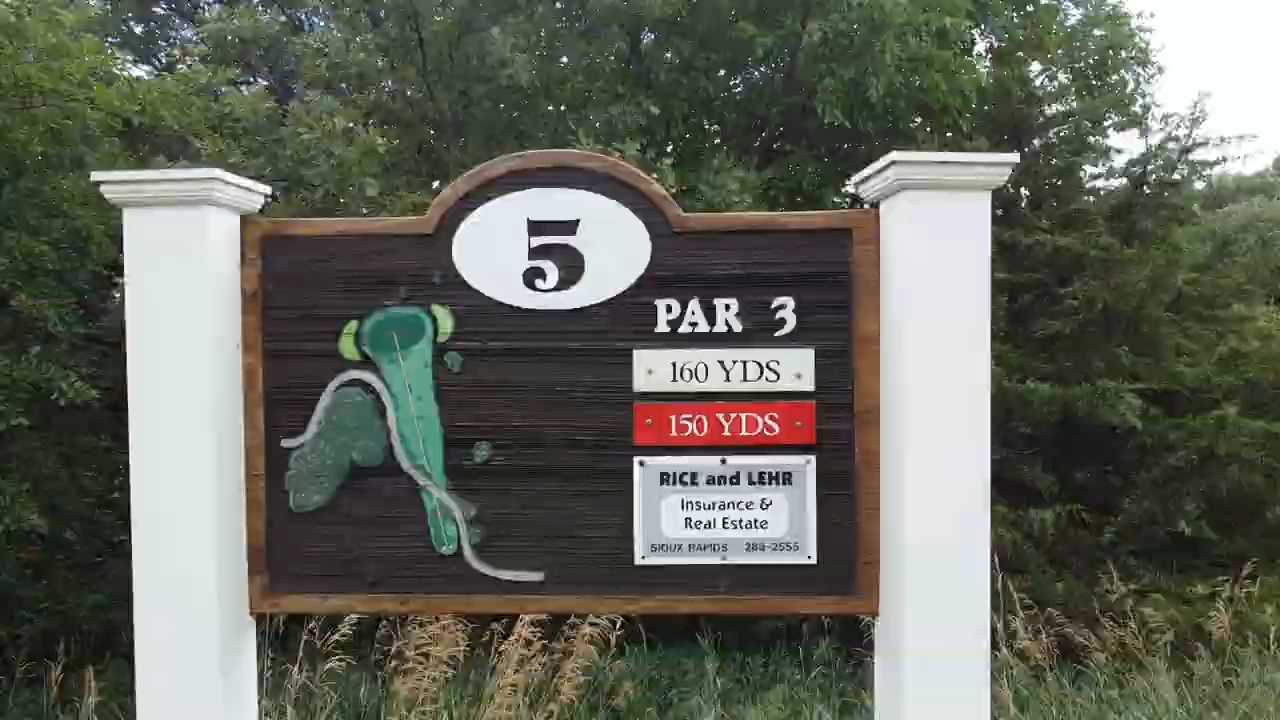 5
PAR 3
160 YDS
150 YDS
RICE and LEHR
Insurance &
Real Estate
SIOUX RAPIDS 283-2555